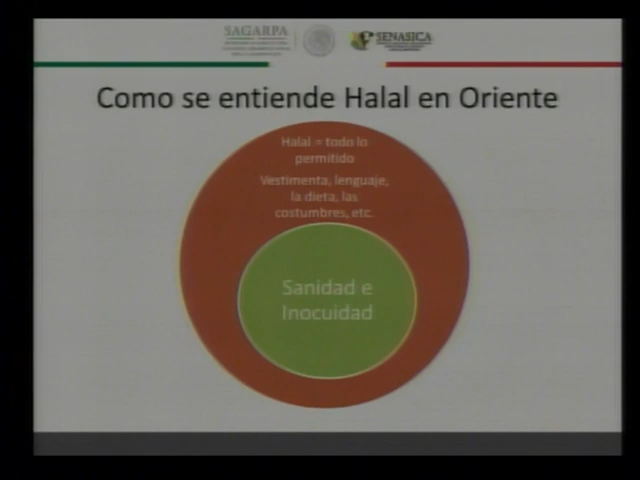 SAGARPA
SENASICA
Como se entiende Halal en Oriente
Halal = todo lo
permitido
Vestimenta, lenguaje,
la dieta, las
costumbres, etc.
Sanidad e
Inocuidad